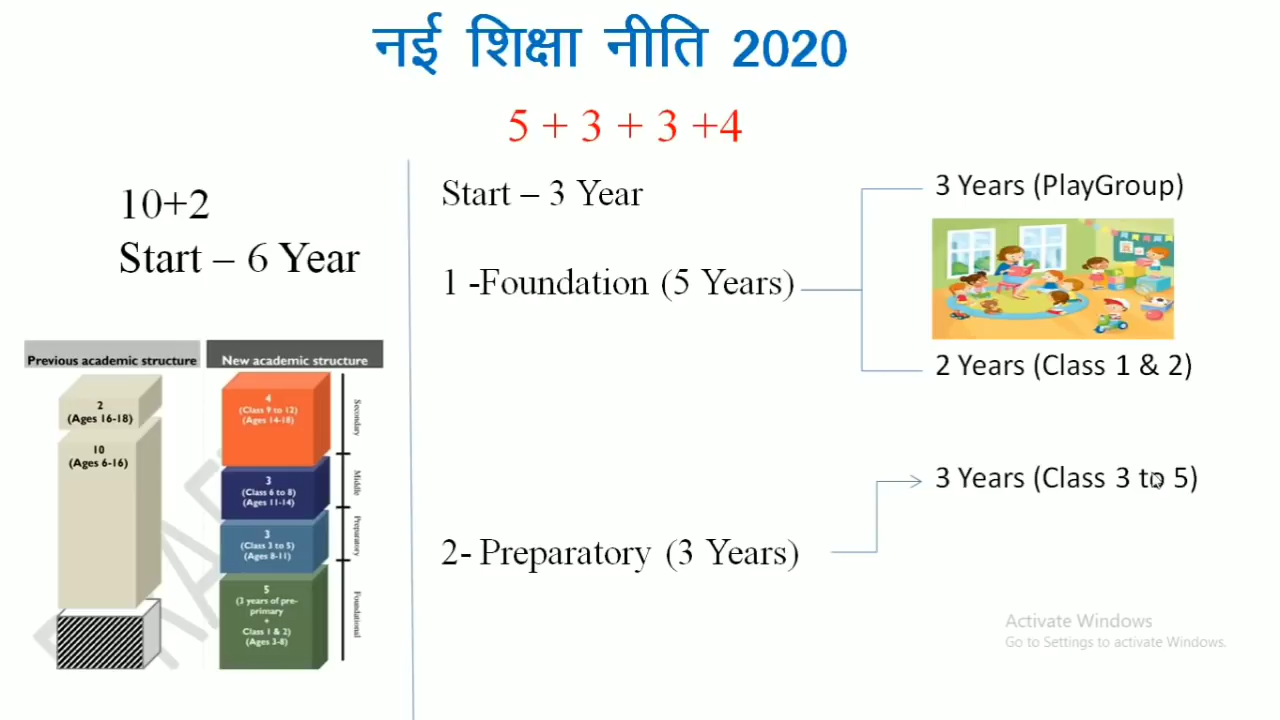 नई शिक्षा नीति 2020
5 + 3 + 3 +4
10+2
Start – 6 Year
Previous academic structure
New academic structure
2
(Ages 16-18)
10
(Ages 6-16)
4
(Class 9 to 12)
(Ages 14-18)
3
(Class 6 to 8)
(Ages 11-14)
3
(Class 3 to 5)
(Ages 8-11)
5
(3 years of pre-
primary
+
Class 1 & 2)
(Ages 3-8)
Secondary
Middle
Preparatory
Foundational
Start – 3 Year
1 -Foundation (5 Years)
3 Years (PlayGroup)
2 Years (Class 1 & 2)
2- Preparatory (3 Years)
3 Years (Class 3 to 5)
Activate Windows
Go to Settings to activate Windows.